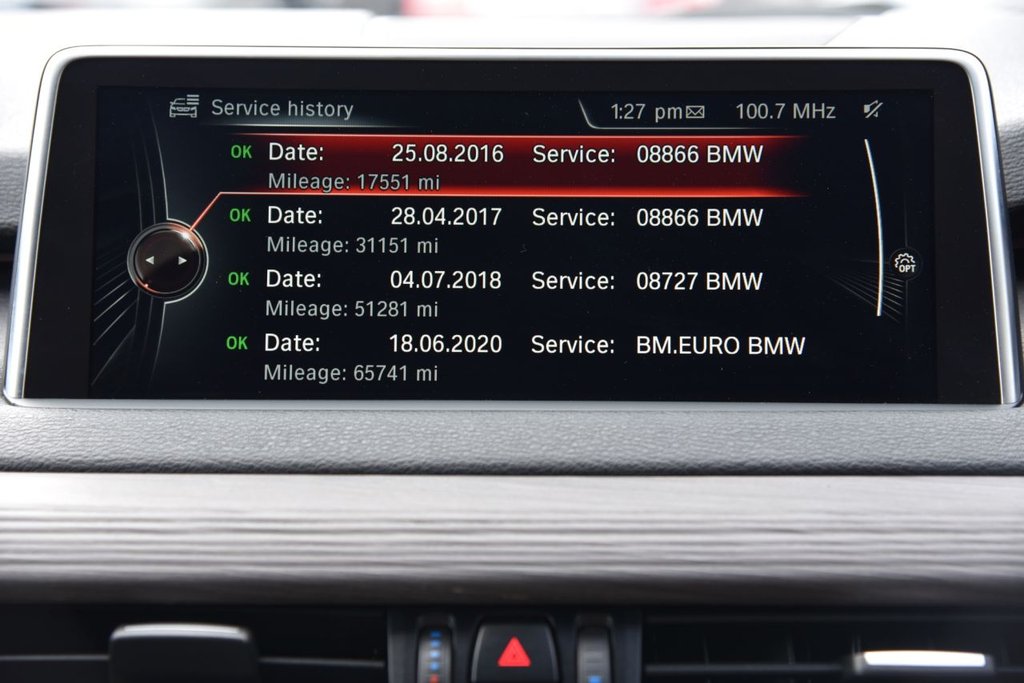 Service history 1:27 pm 100.7 MHz
OK Date: 25.08.2016 Service: 08866 BMW
Mileage: 17551 mi
OK Date: 28.04.2017 Service: 08866 BMW
Mileage: 31151 mi
OK Date: 04.07.2018 Service: 08727 BMW
Mileage: 51281 mi
OPT
OK Date: 18.06.2020 Service: BM.EURO BMW
Mileage: 65741 mi